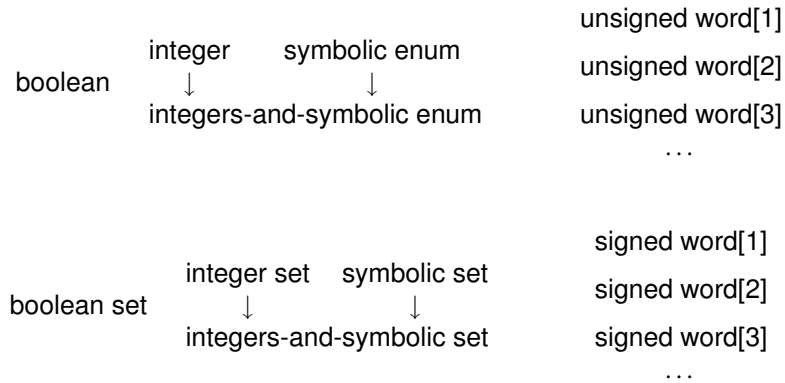 unsigned word[1]
integer symbolic enum
unsigned word[2]
boolean
↓ ↓
integers-and-symbolic enum
unsigned word[3]
...
signed word[1]
integer set symbolic set
signed word[2]
boolean set
↓ ↓
integers-and-symbolic set
signed word[3]
...